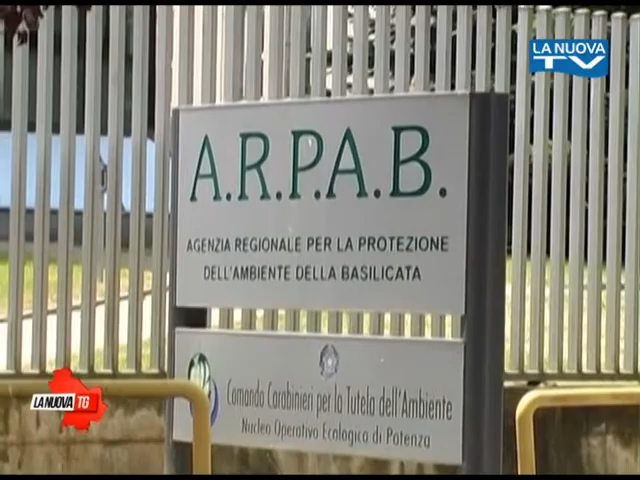 LA NUOVA
TV
A.R.P.A.B.
AGENZIA REGIONALE PER LA PROTEZIONE
DELL'AMBIENTE DELLA BASILICATA
Comando Carabinieri per la Tutela dell'Ambiente
Nucleo Operativo Ecologico di Potenza
LA NUOVA TG